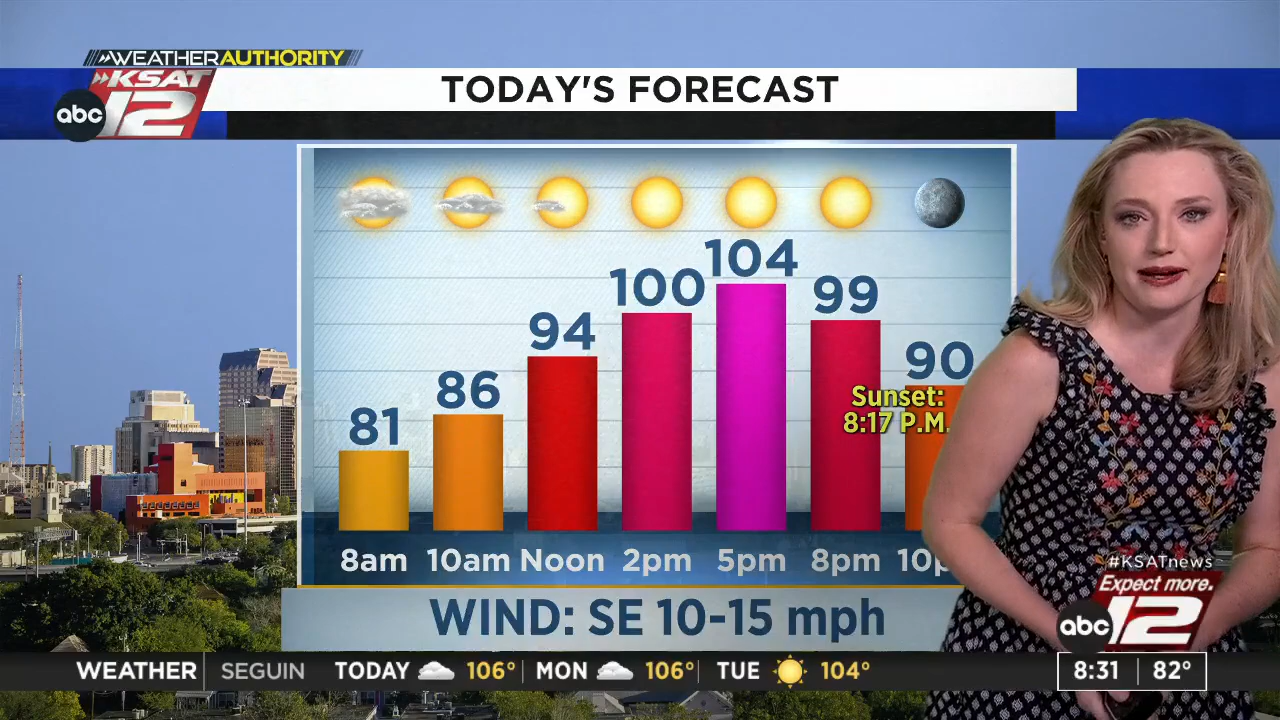 WEATHERAUTHORITY
KSAT
abc 12
TODAY'S FORECAST
81 86 94 100 104 99 90
Sunset:
8:17 P.M.
8am 10am Noon 2pm 5pm 8pm 10p
WIND: SE 10-15 mph
#KSATnews
Expect more.
abc 12
WEATHER SEGUIN TODAY 106° MON 106° TUE 104° 8:31 82°